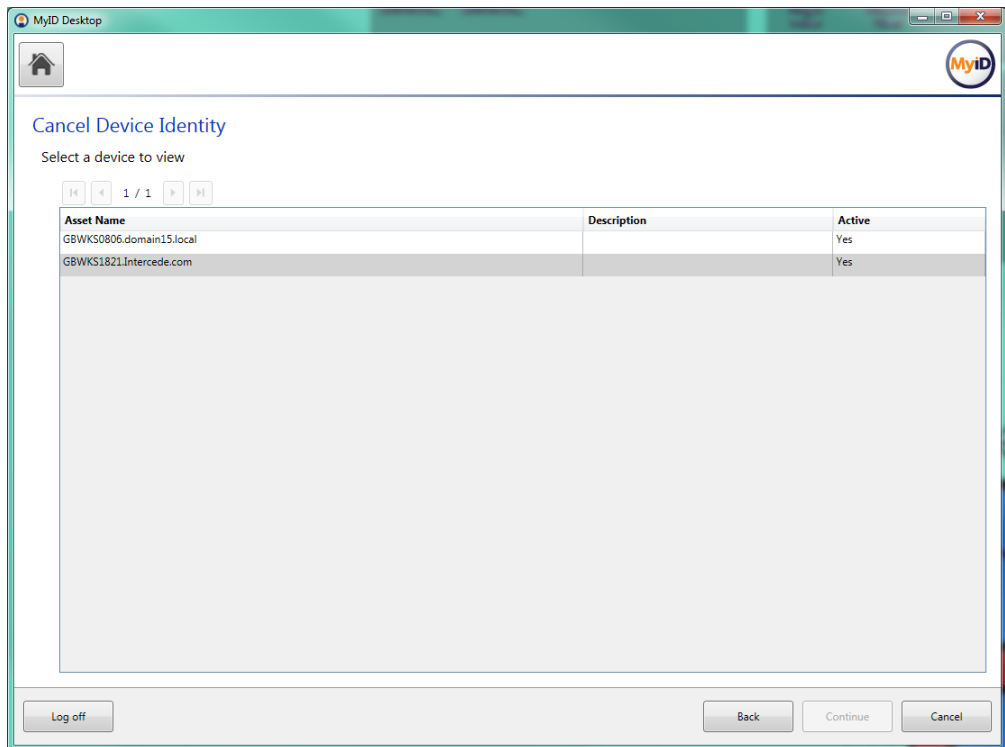 MyID Desktop
MyiD
Cancel Device Identity
Select a device to view
1 / 1
Asset Name Description Active
GBWKS0806.domain15.local Yes
GBWKS1821.Intercede.com Yes
Log off Back Continue Cancel